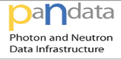 pandata
Photon and Neutron
Data Infrastructure